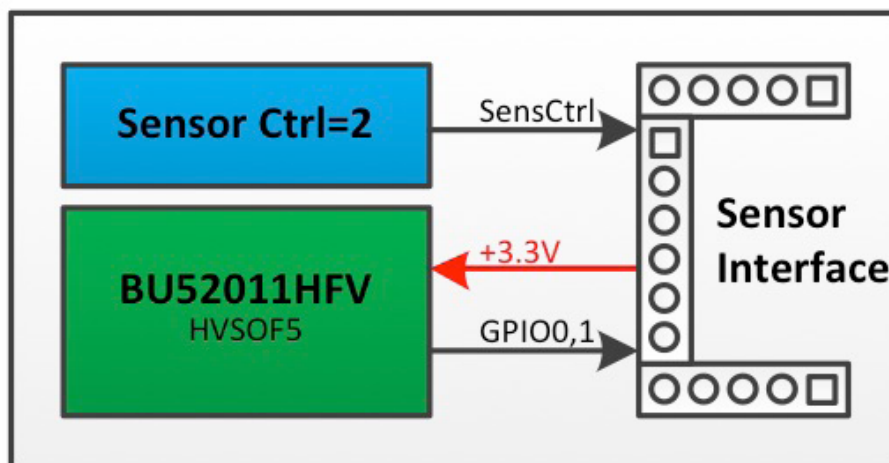 Sensor Ctrl=2
SensCtrl
+3.3V
BU52011HFV
HVSOF5
GPIO0,1
Sensor
Interface